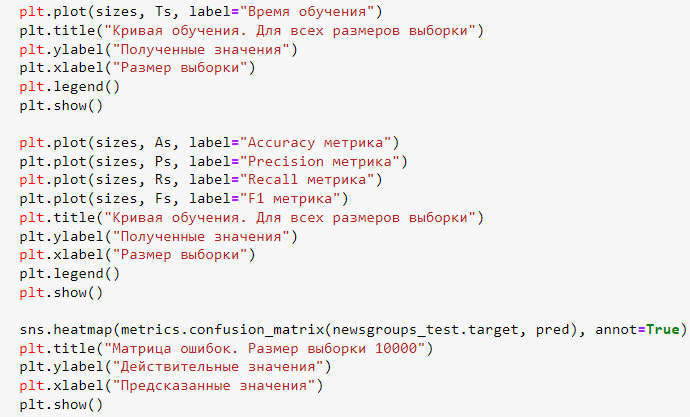 plt.plot(sizes, Ts, label="Время обучения")
plt.title("Кривая обучения. Для всех размеров выборки")
plt.ylabel("Полученные значения")
plt.xlabel("Размер выборки")
plt.legend()
plt.show()

plt.plot(sizes, As, label="Accuracy метрика")
plt.plot(sizes, Ps, label="Precision метрика")
plt.plot(sizes, Rs, label="Recall метрика")
plt.plot(sizes, Fs, label="F1 метрика")
plt.title("Кривая обучения. Для всех размеров выборки")
plt.ylabel("Полученные значения")
plt.xlabel("Размер выборки")
plt.legend()
plt.show()

sns.heatmap(metrics.confusion_matrix(newsgroups_test.target, pred), annot=True)
plt.title("Матрица ошибок. Размер выборки 10000")
plt.ylabel("Действительные значения")
plt.xlabel("Предсказанные значения")
plt.show()